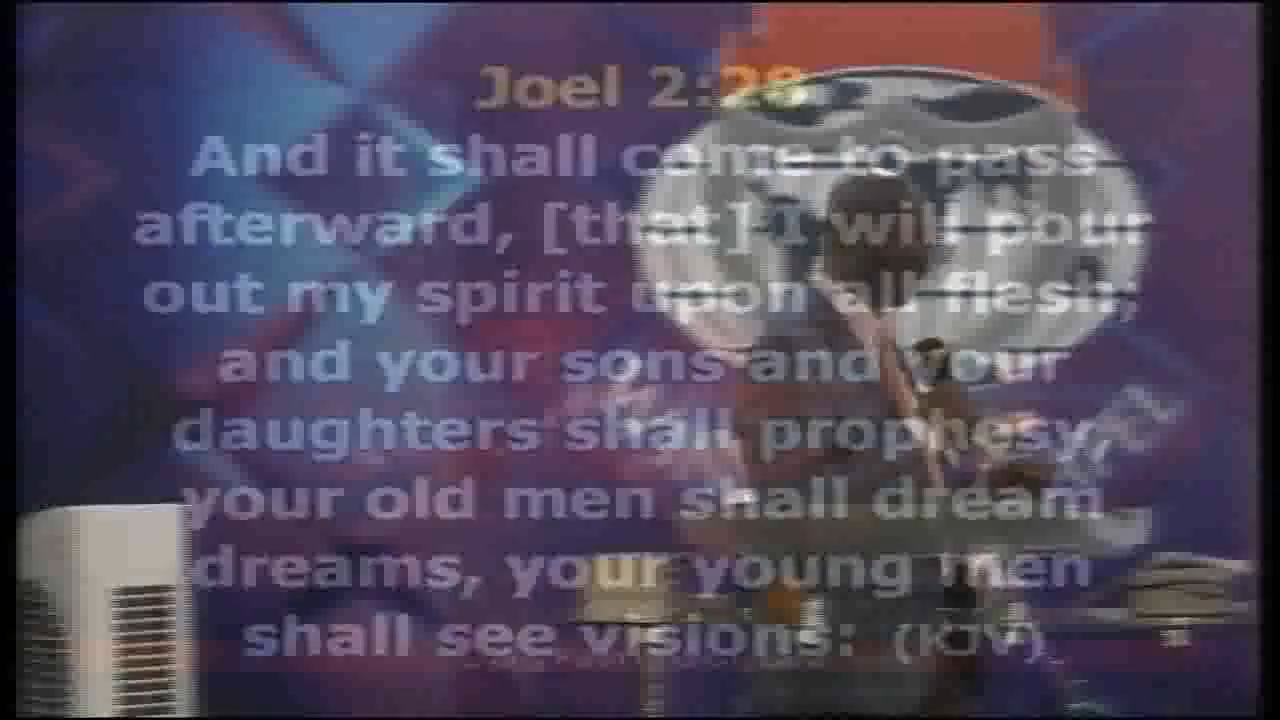 Joel 2:28
And it shall come to pass
afterward, [that] I will pour
out my spirit upon all flesh;
and your sons and your
daughters shall prophesy,
your old men shall dream
dreams, your young men
shall see visions: (KJV)